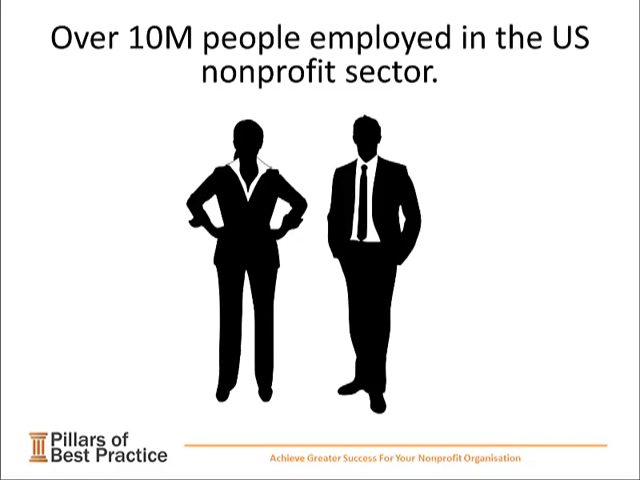 Over 10M people employed in the US
nonprofit sector.
Pillars of
Best Practice
Achieve Greater Success For Your Nonprofit Organisation